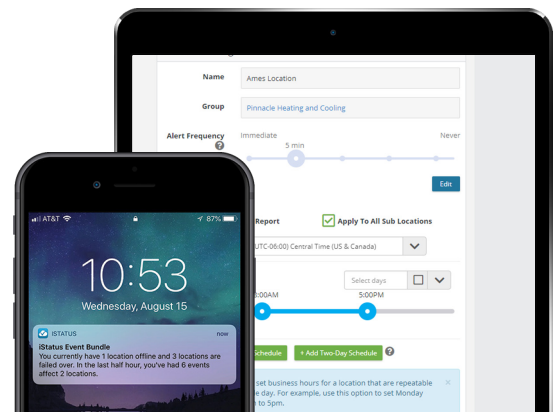 Name
Ames Location
Group
Pinnacle Heating and Cooling
Alert Frequency
Immediate
Never
5 min
Edit
Report
Apply To All Sub Locations
UTC-06:00) Central Time (US & Canada)
Select days
:00AM
5:00PM
Schedule
+ Add Two-Day Schedule
set business hours for a location that are repeatable
day. For example, use this option to set Monday
to 5pm.
AT&T
87%
10:53
Wednesday, August 15
iSTATUS
now
iStatus Event Bundle
You currently have 1 location offline and 3 locations are
failed over. In the last half hour, you've had 6 events
affect 2 locations.